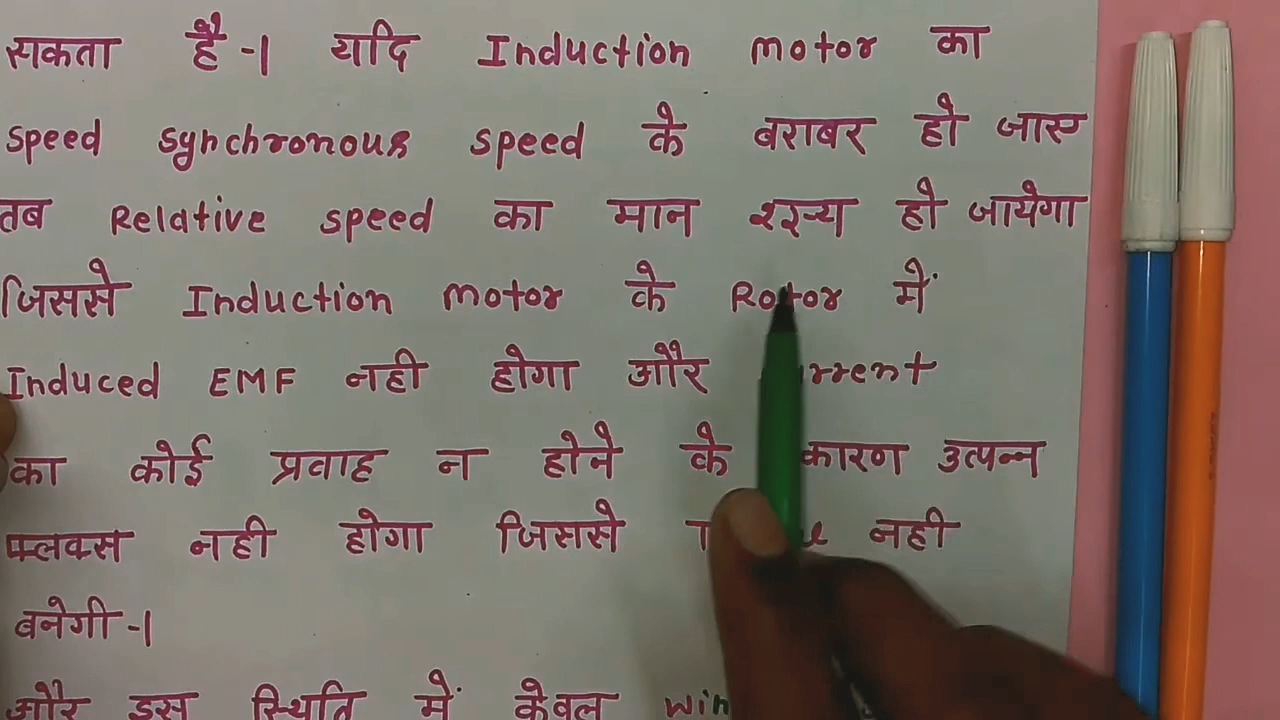 सकता है -। यदि Induction motor का
speed synchronous speed के बराबर हो जाए
तब Relative speed का मान शून्य हो जायेगा
जिससे Induction motor के Rotor में
Induced EMF नही होगा और
का कोई प्रवाह न होने के कारण उत्पन्न
फ्लक्स नही होगा जिससे नही
बनेगी -।
और इस स्थिति में केवल